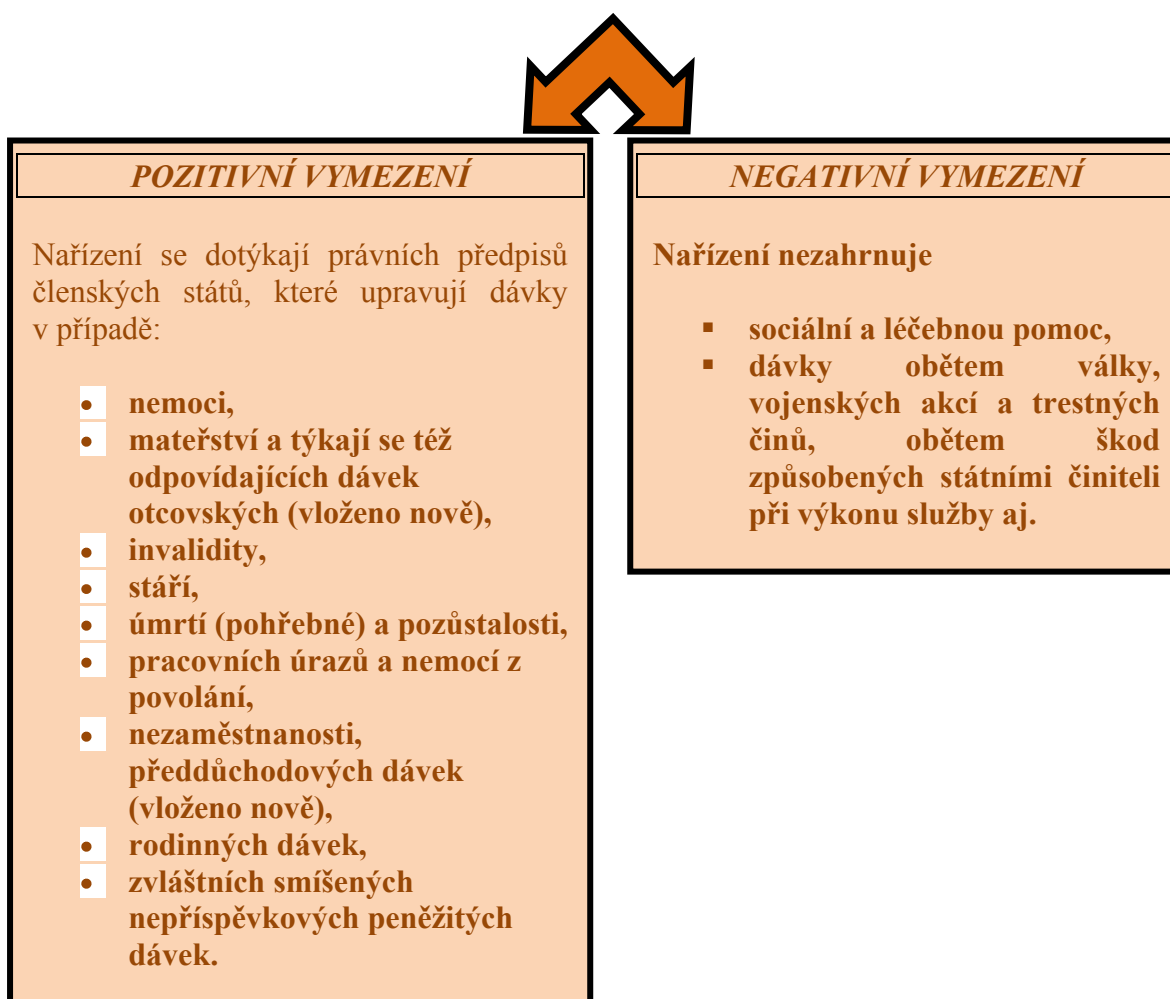 POZITIVNÍ VYMEZENÍ
Nařízení se dotýkají právních předpisů
členských států, které upravují dávky
v případě:
• nemoci,
• mateřství a týkají se též
odpovídajících dávek
otcovských (vloženo nově),
• invalidity,
• stáří,
• úmrtí (pohřebné) a pozůstalosti,
• pracovních úrazů a nemocí z
povolání,
• nezaměstnanosti,
předdůchodových dávek
(vloženo nově),
• rodinných dávek,
• zvláštních smíšených
nepříspěvkových peněžitých
dávek.
NEGATIVNÍ VYMEZENÍ
Nařízení nezahrnuje
▪ sociální a léčebnou pomoc,
▪ dávky obětem války,
vojenských akcí a trestných
činů, obětem škod
způsobených státními činiteli
při výkonu služby aj.